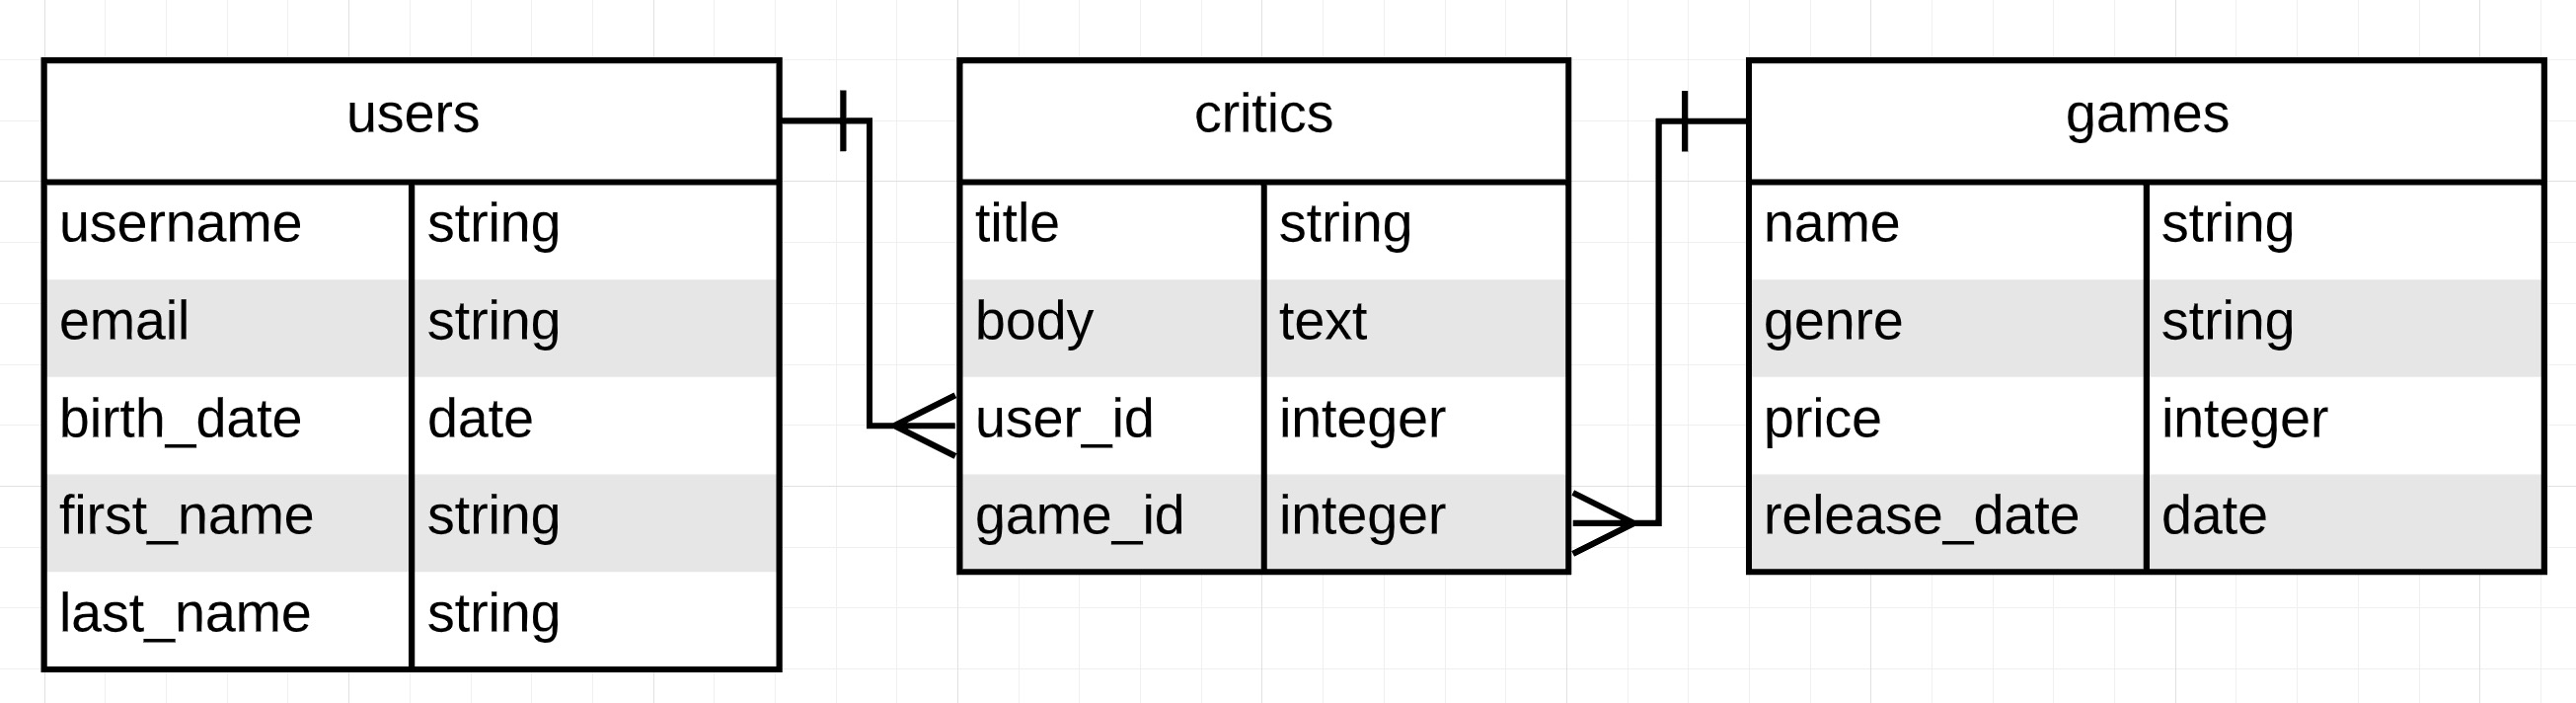 users
username string
email string
birth_date date
first_name string
last_name string
critics
title string
body text
user_id integer
game_id integer
games
name string
genre string
price integer
release_date date